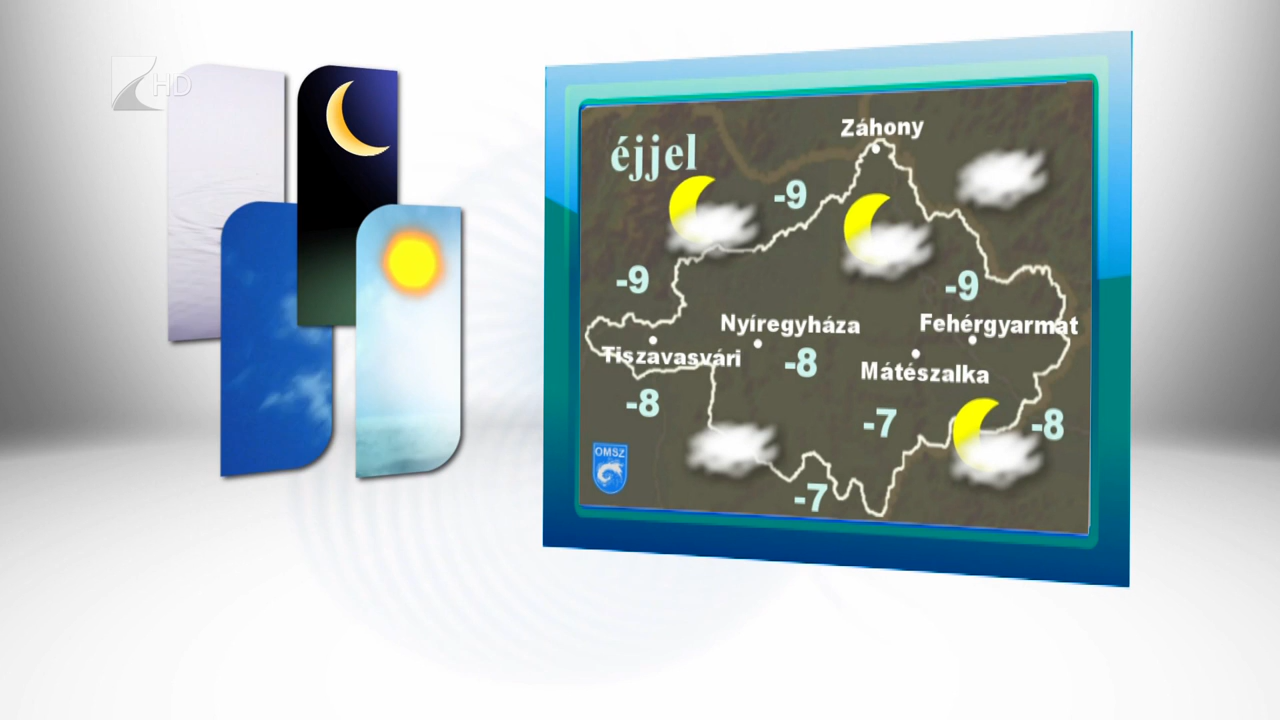 HD
éjjel
Záhony
-9
-9
-9
Nyíregyháza
Fehérgyarmat
Tiszavasvári
-8
Mátészalka
-8
-7
-8
OMSZ
-7